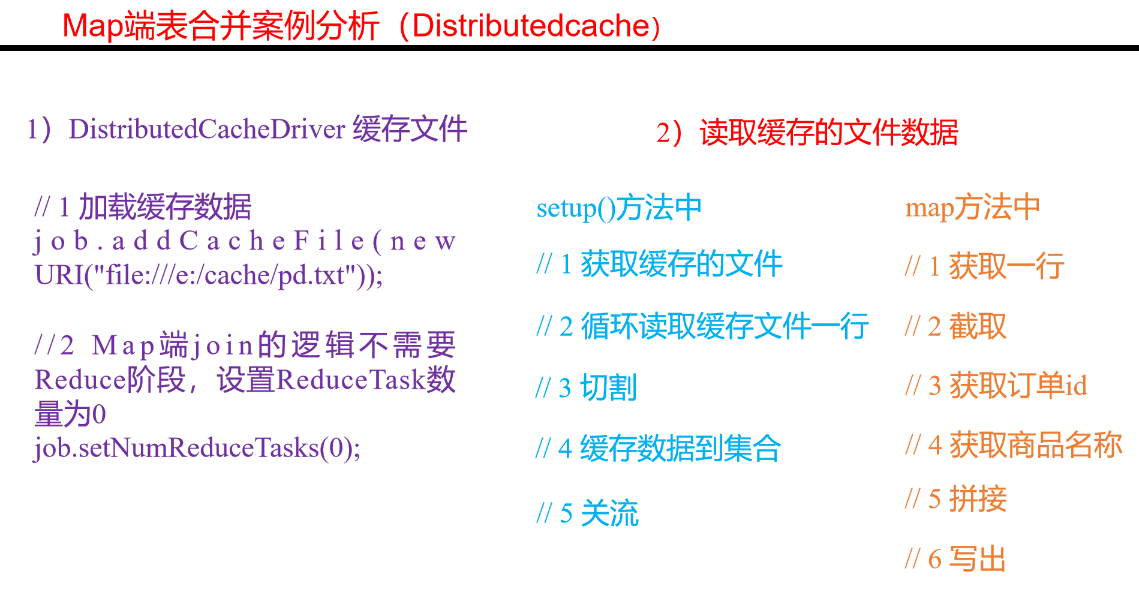 Map端表合并案例分析（Distributedcache）
1）DistributedCacheDriver 缓存文件
// 1 加载缓存数据
job.addCacheFile(new
URI("file:///e:/cache/pd.txt"));
//2 Map端join的逻辑不需要
Reduce阶段，设置ReduceTask数
量为0
job.setNumReduceTasks(0);
2）读取缓存的文件数据
setup()方法中
// 1 获取缓存的文件
// 2 循环读取缓存文件一行
// 3 切割
// 4 缓存数据到集合
// 5 关流
map方法中
// 1 获取一行
// 2 截取
// 3 获取订单id
// 4 获取商品名称
// 5 拼接
// 6 写出